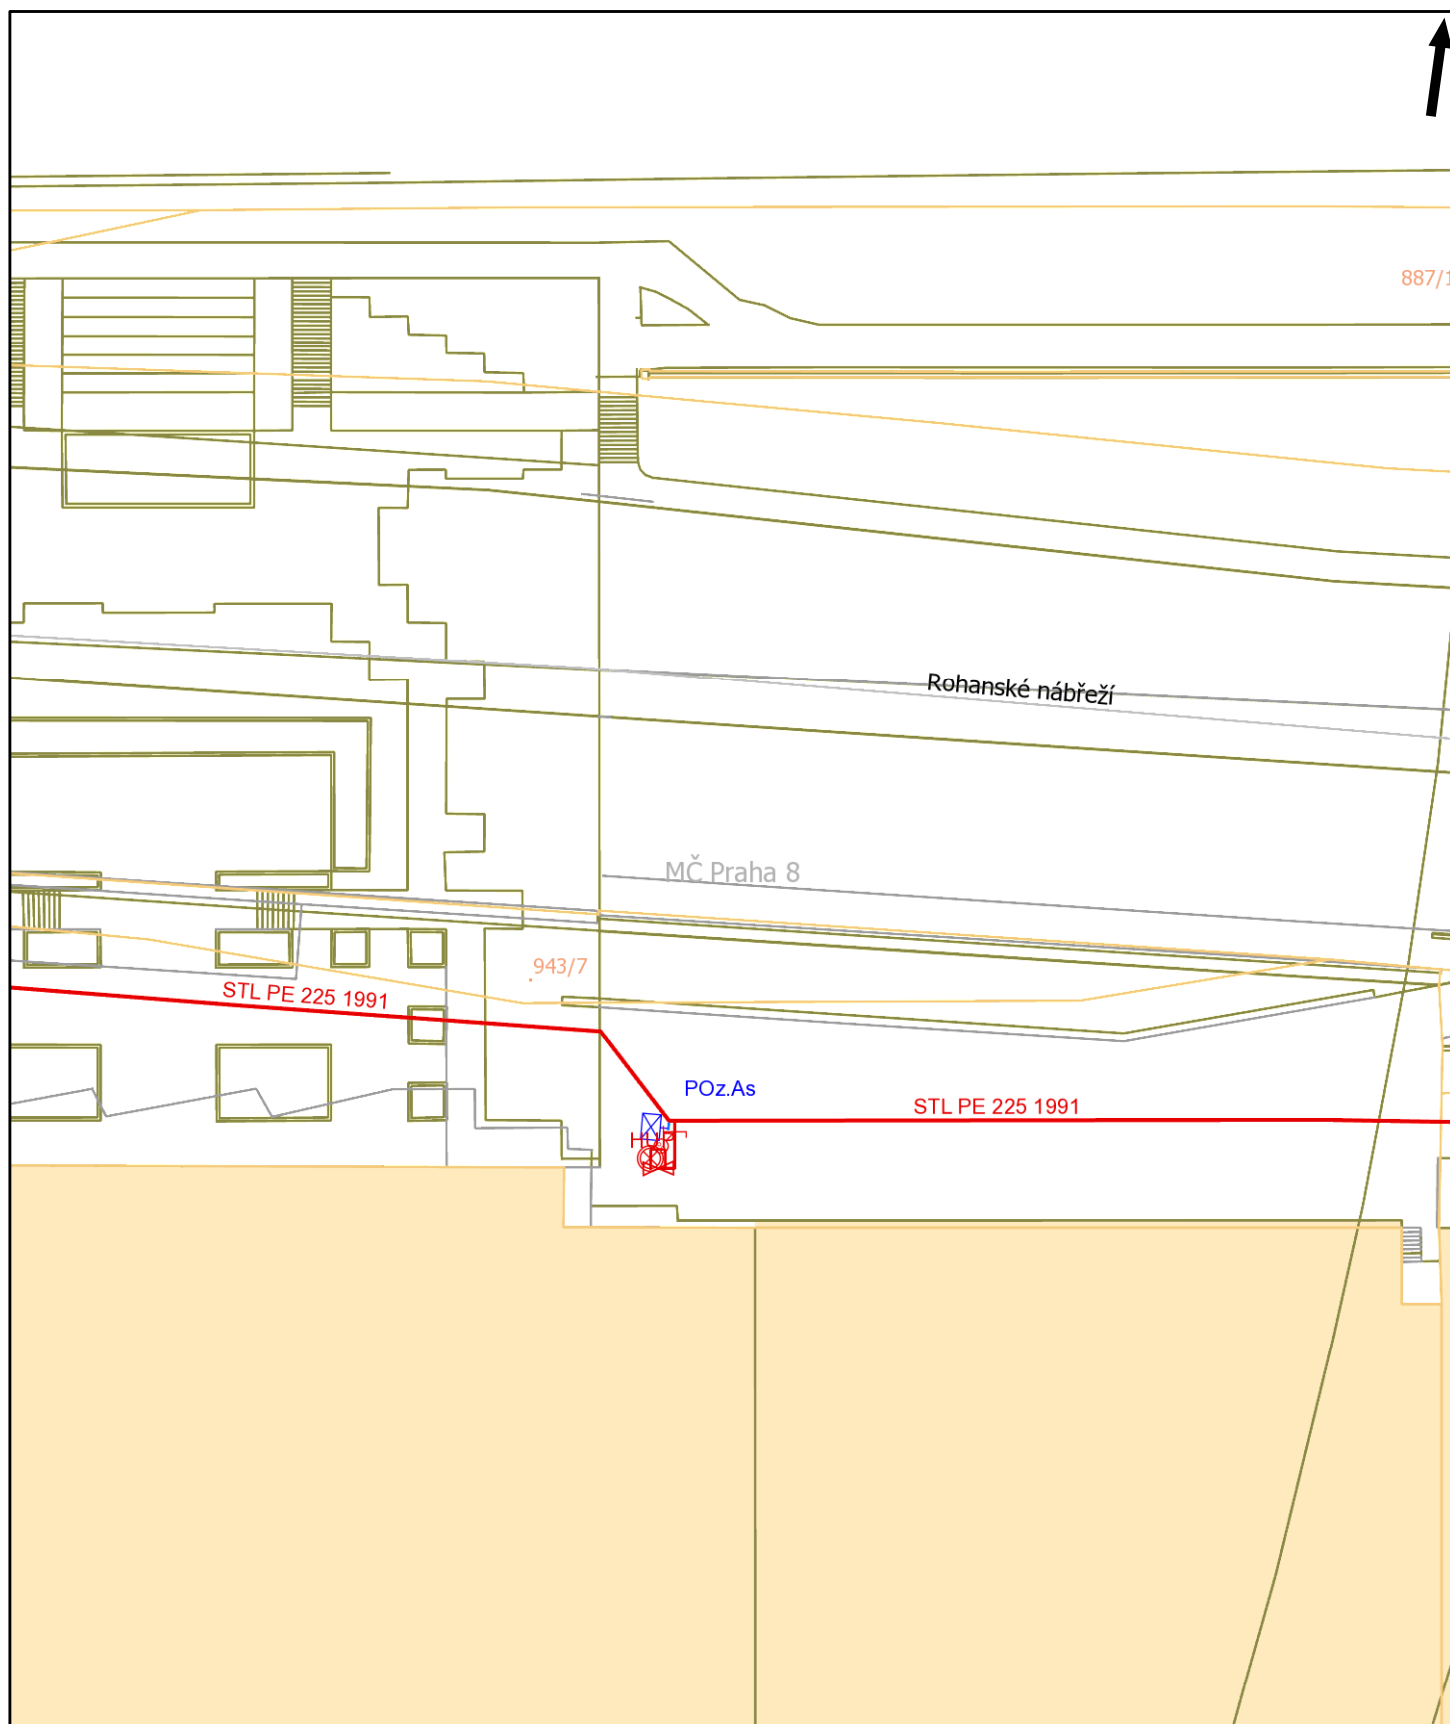 887/1
Rohanské nábřeží
MČ Praha 8
943/7
STL PE 225 1991
POz.As
STL PE 225 1991
HUP